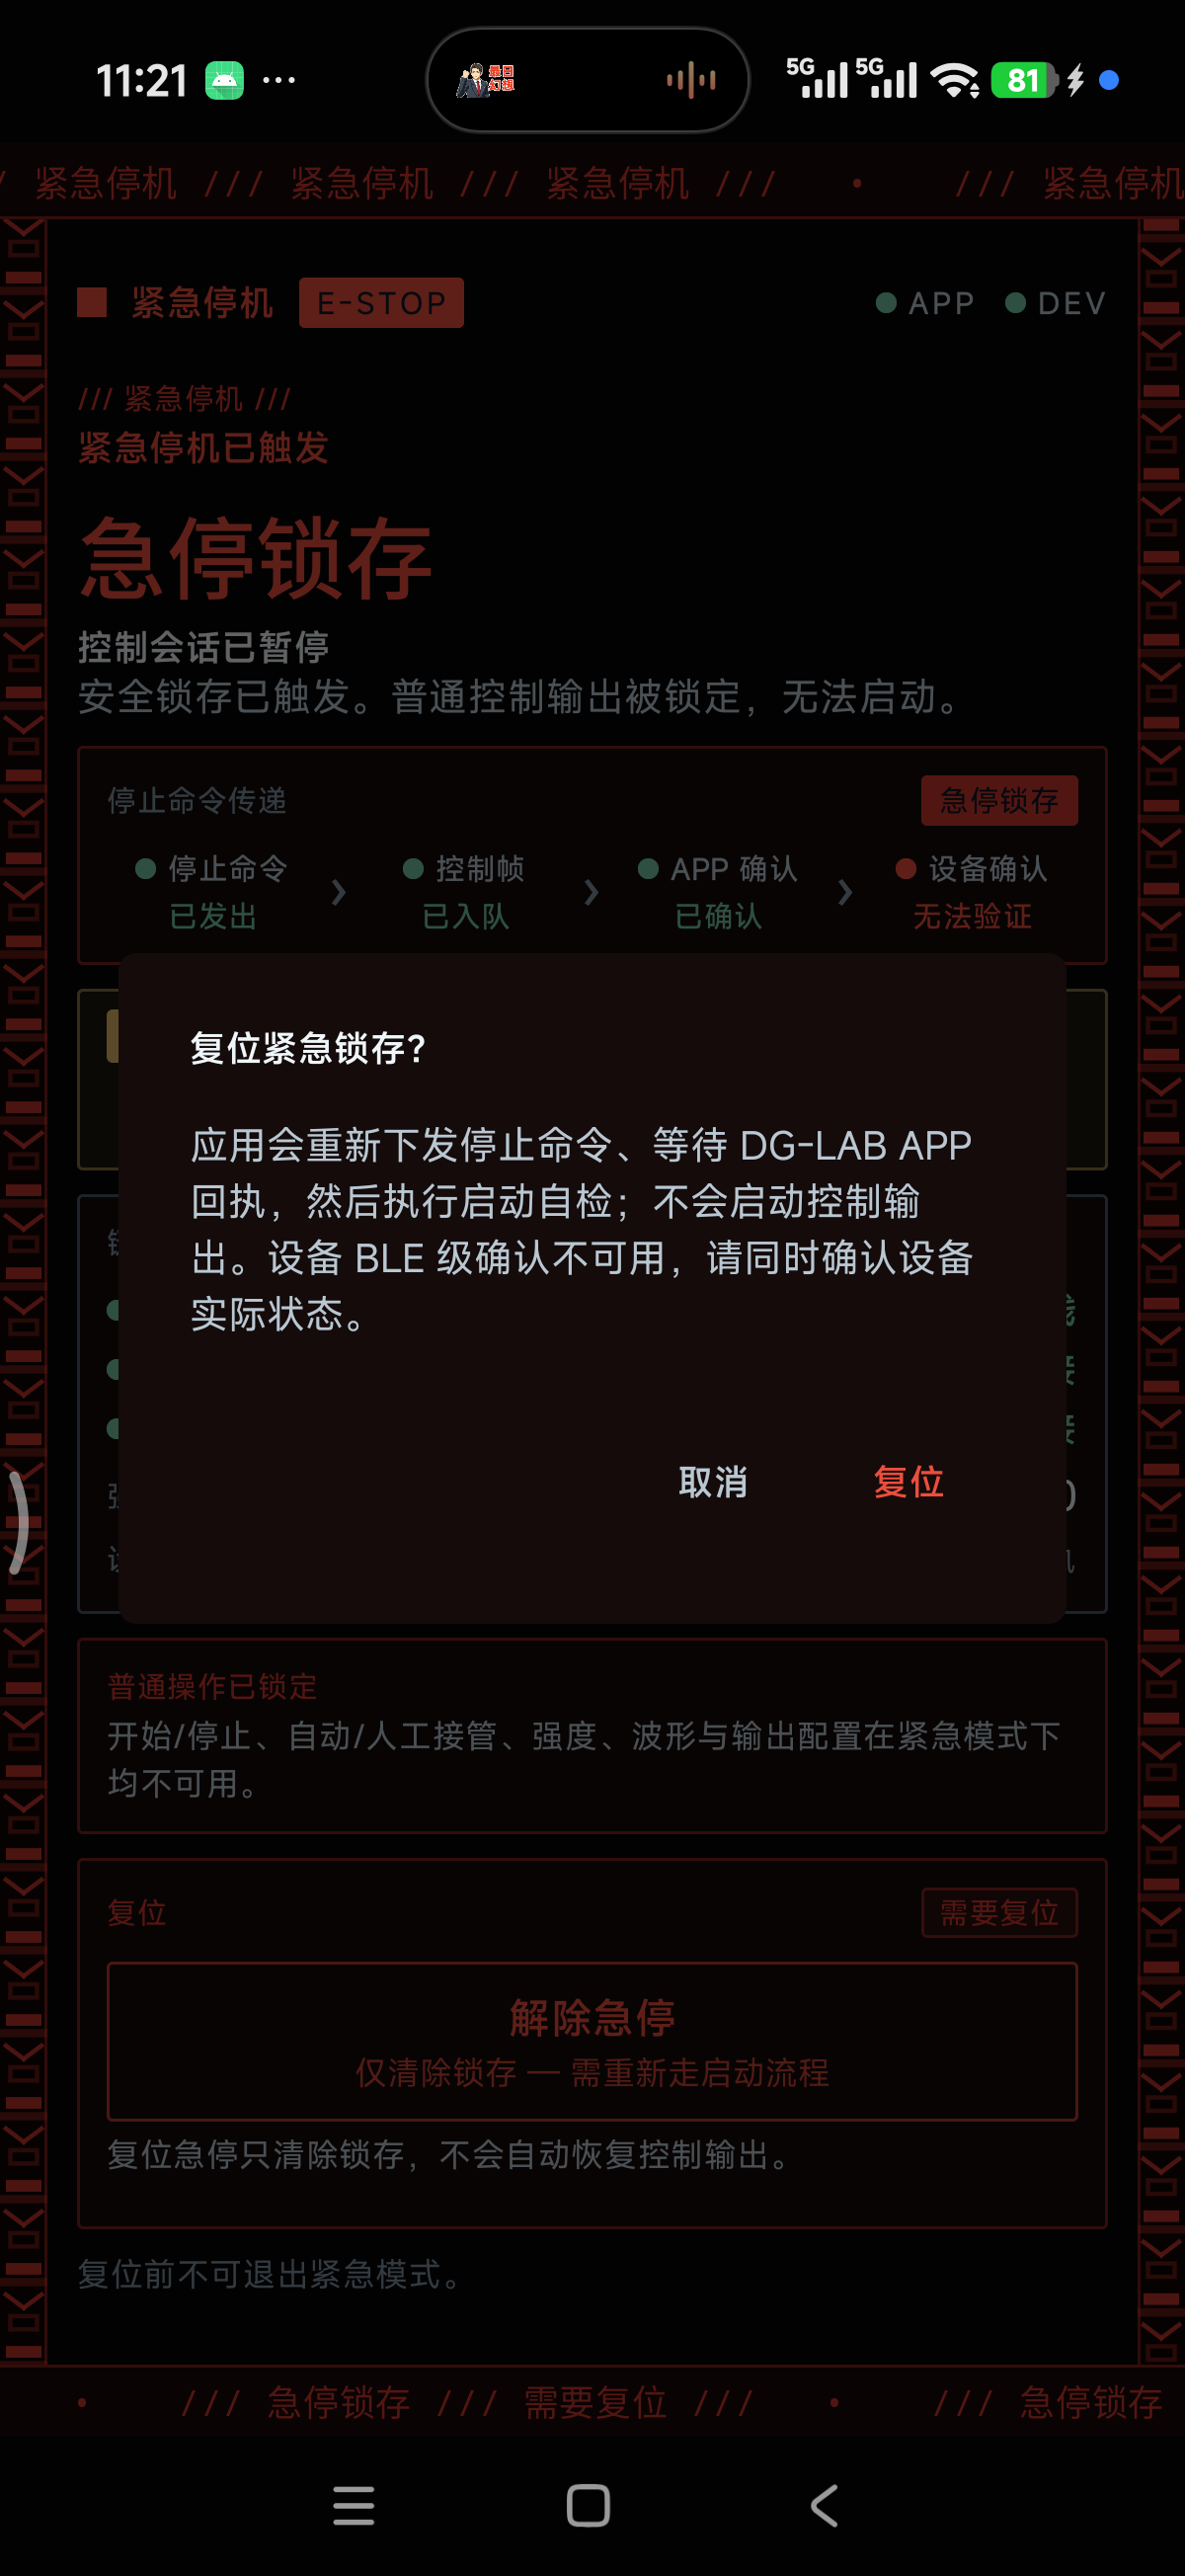 11:21 ···
最日
幻想
5G 5G 81
/ 紧急停机 /// 紧急停机 /// 紧急停机 /// • /// 紧急停机
紧急停机 E-STOP APP DEV
/// 紧急停机 ///
紧急停机已触发
急停锁存
控制会话已暂停
安全锁存已触发。普通控制输出被锁定，无法启动。
停止命令传递 急停锁存
停止命令 › 控制帧 › APP 确认 › 设备确认
已发出 已入队 已确认 无法验证
复位紧急锁存？
应用会重新下发停止命令、等待 DG-LAB APP
回执，然后执行启动自检；不会启动控制输
出。设备 BLE 级确认不可用，请同时确认设备
实际状态。
取消 复位
普通操作已锁定
开始/停止、自动/人工接管、强度、波形与输出配置在紧急模式下
均不可用。
复位 需要复位
解除急停
仅清除锁存 — 需重新走启动流程
复位急停只清除锁存，不会自动恢复控制输出。
复位前不可退出紧急模式。
• /// 急停锁存 /// 需要复位 /// • /// 急停锁存